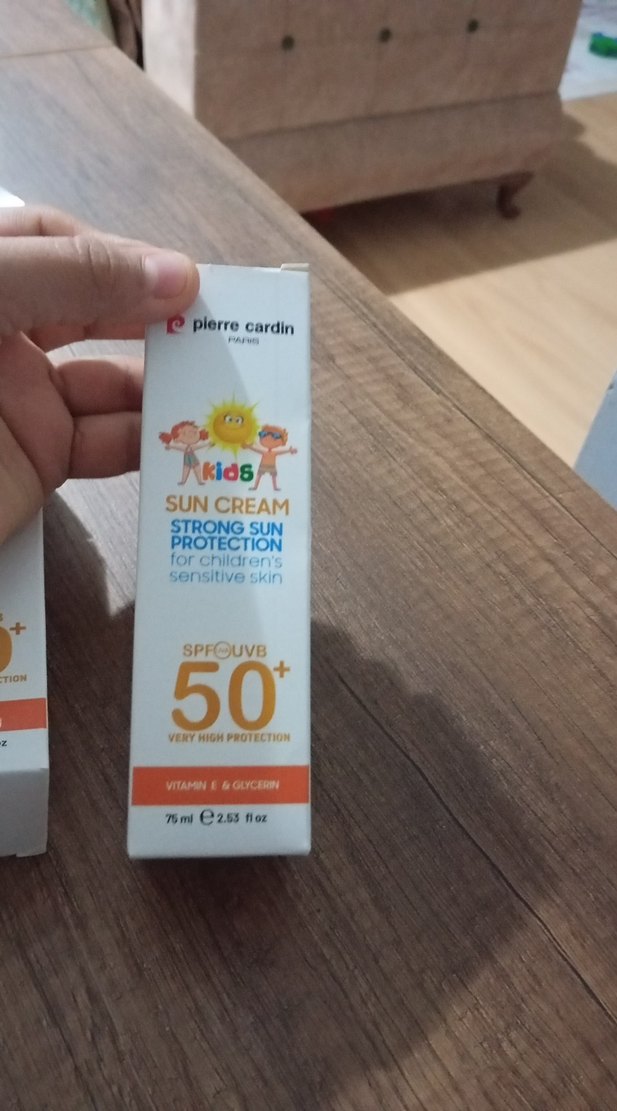 pierre cardin
PARIS
kids
SUN CREAM
STRONG SUN
PROTECTION
for children's
sensitive skin
SPF UVA UVB
50+
VERY HIGH PROTECTION
VITAMIN E & GLYCERIN
75 ml e 2.53 fl oz